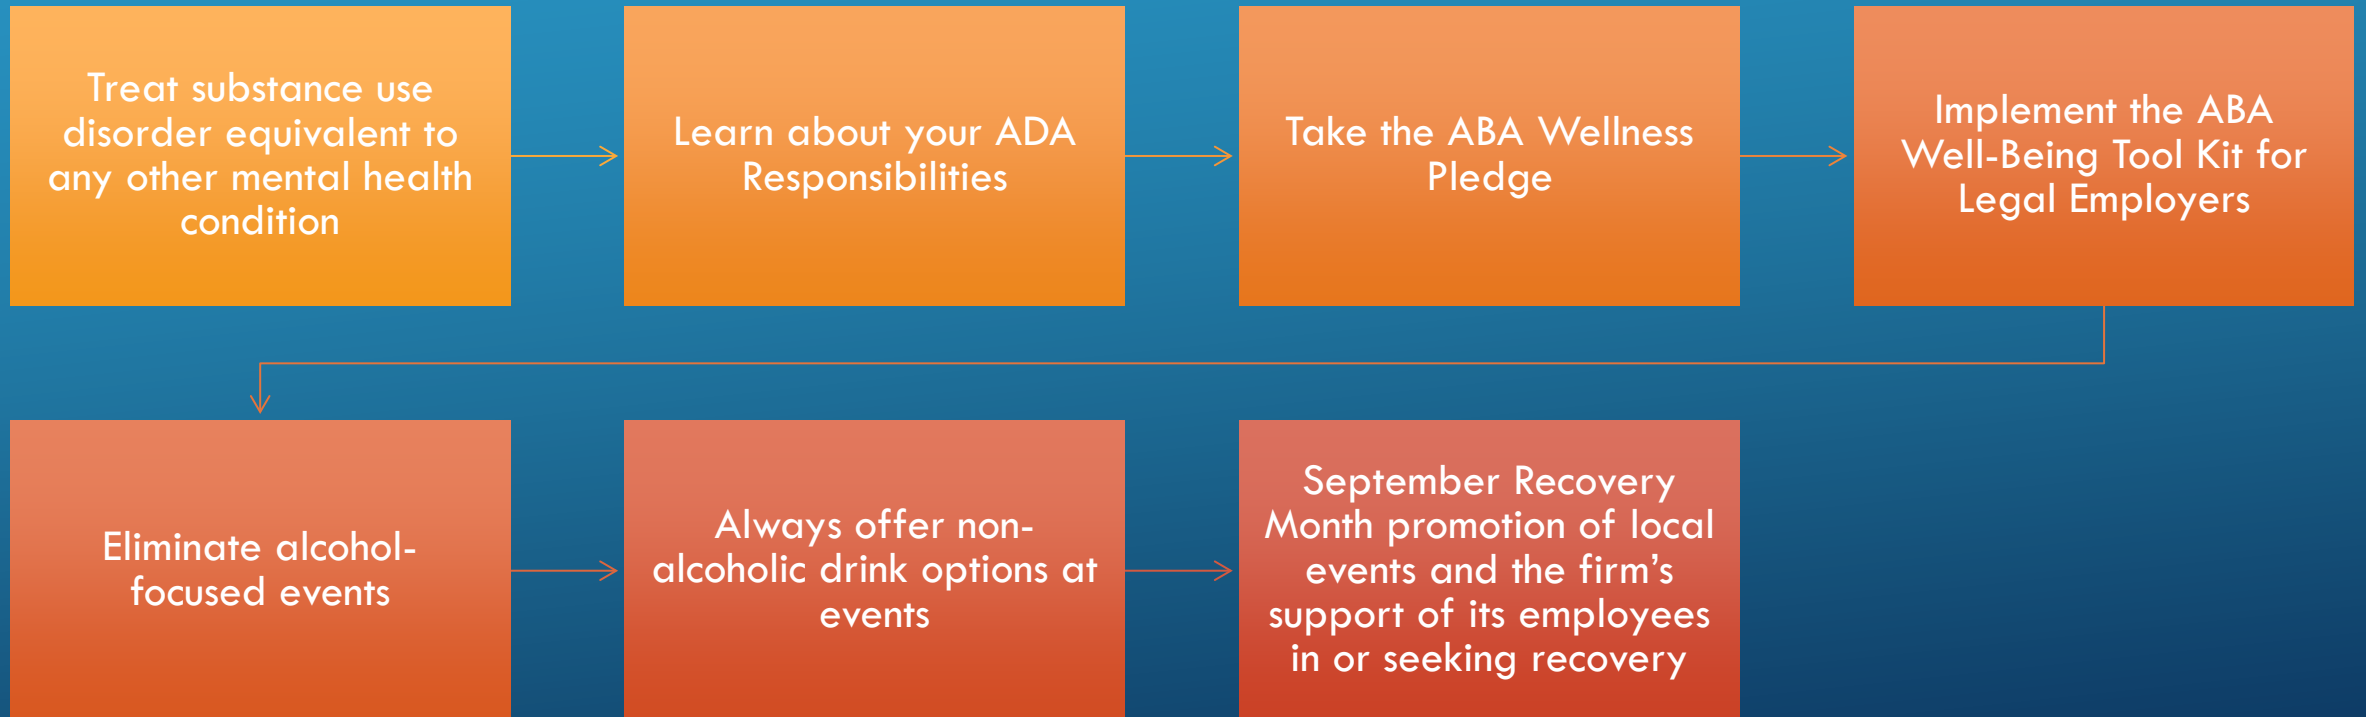 Treat substance use
disorder equivalent to
any other mental health
condition
Learn about your ADA
Responsibilities
Take the ABA Wellness
Pledge
Implement the ABA
Well-Being Tool Kit for
Legal Employers
Eliminate alcohol-
focused events
Always offer non-
alcoholic drink options at
events
September Recovery
Month promotion of local
events and the firm’s
support of its employees
in or seeking recovery